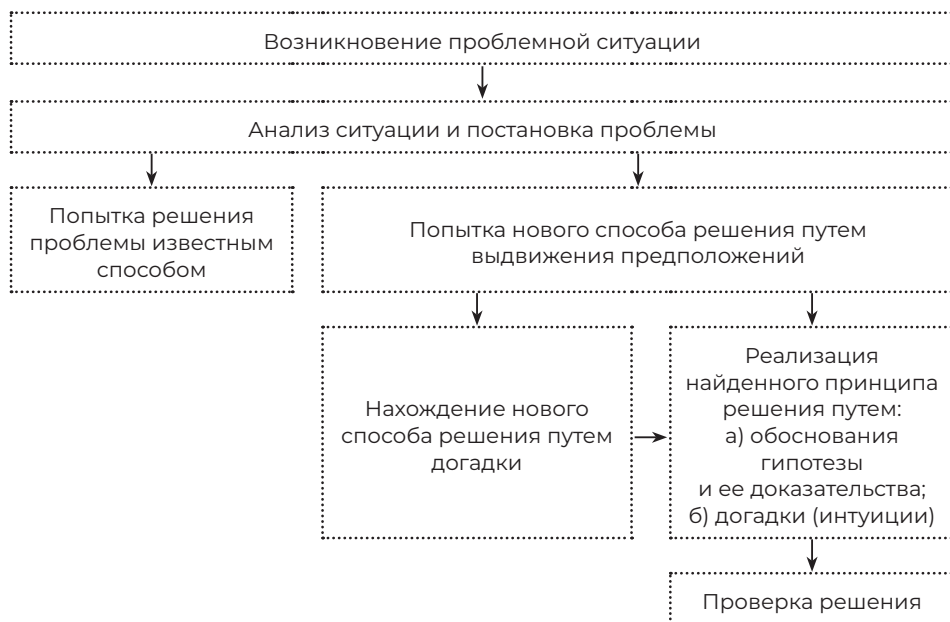 Возникновение проблемной ситуации
Анализ ситуации и постановка проблемы
Попытка решения
проблемы известным
способом
Попытка нового способа решения путем
выдвижения предположений
Нахождение нового
способа решения путем
догадки
Реализация
найденного принципа
решения путем:
а) обоснования
гипотезы
и ее доказательства;
б) догадки (интуиции)
Проверка решения